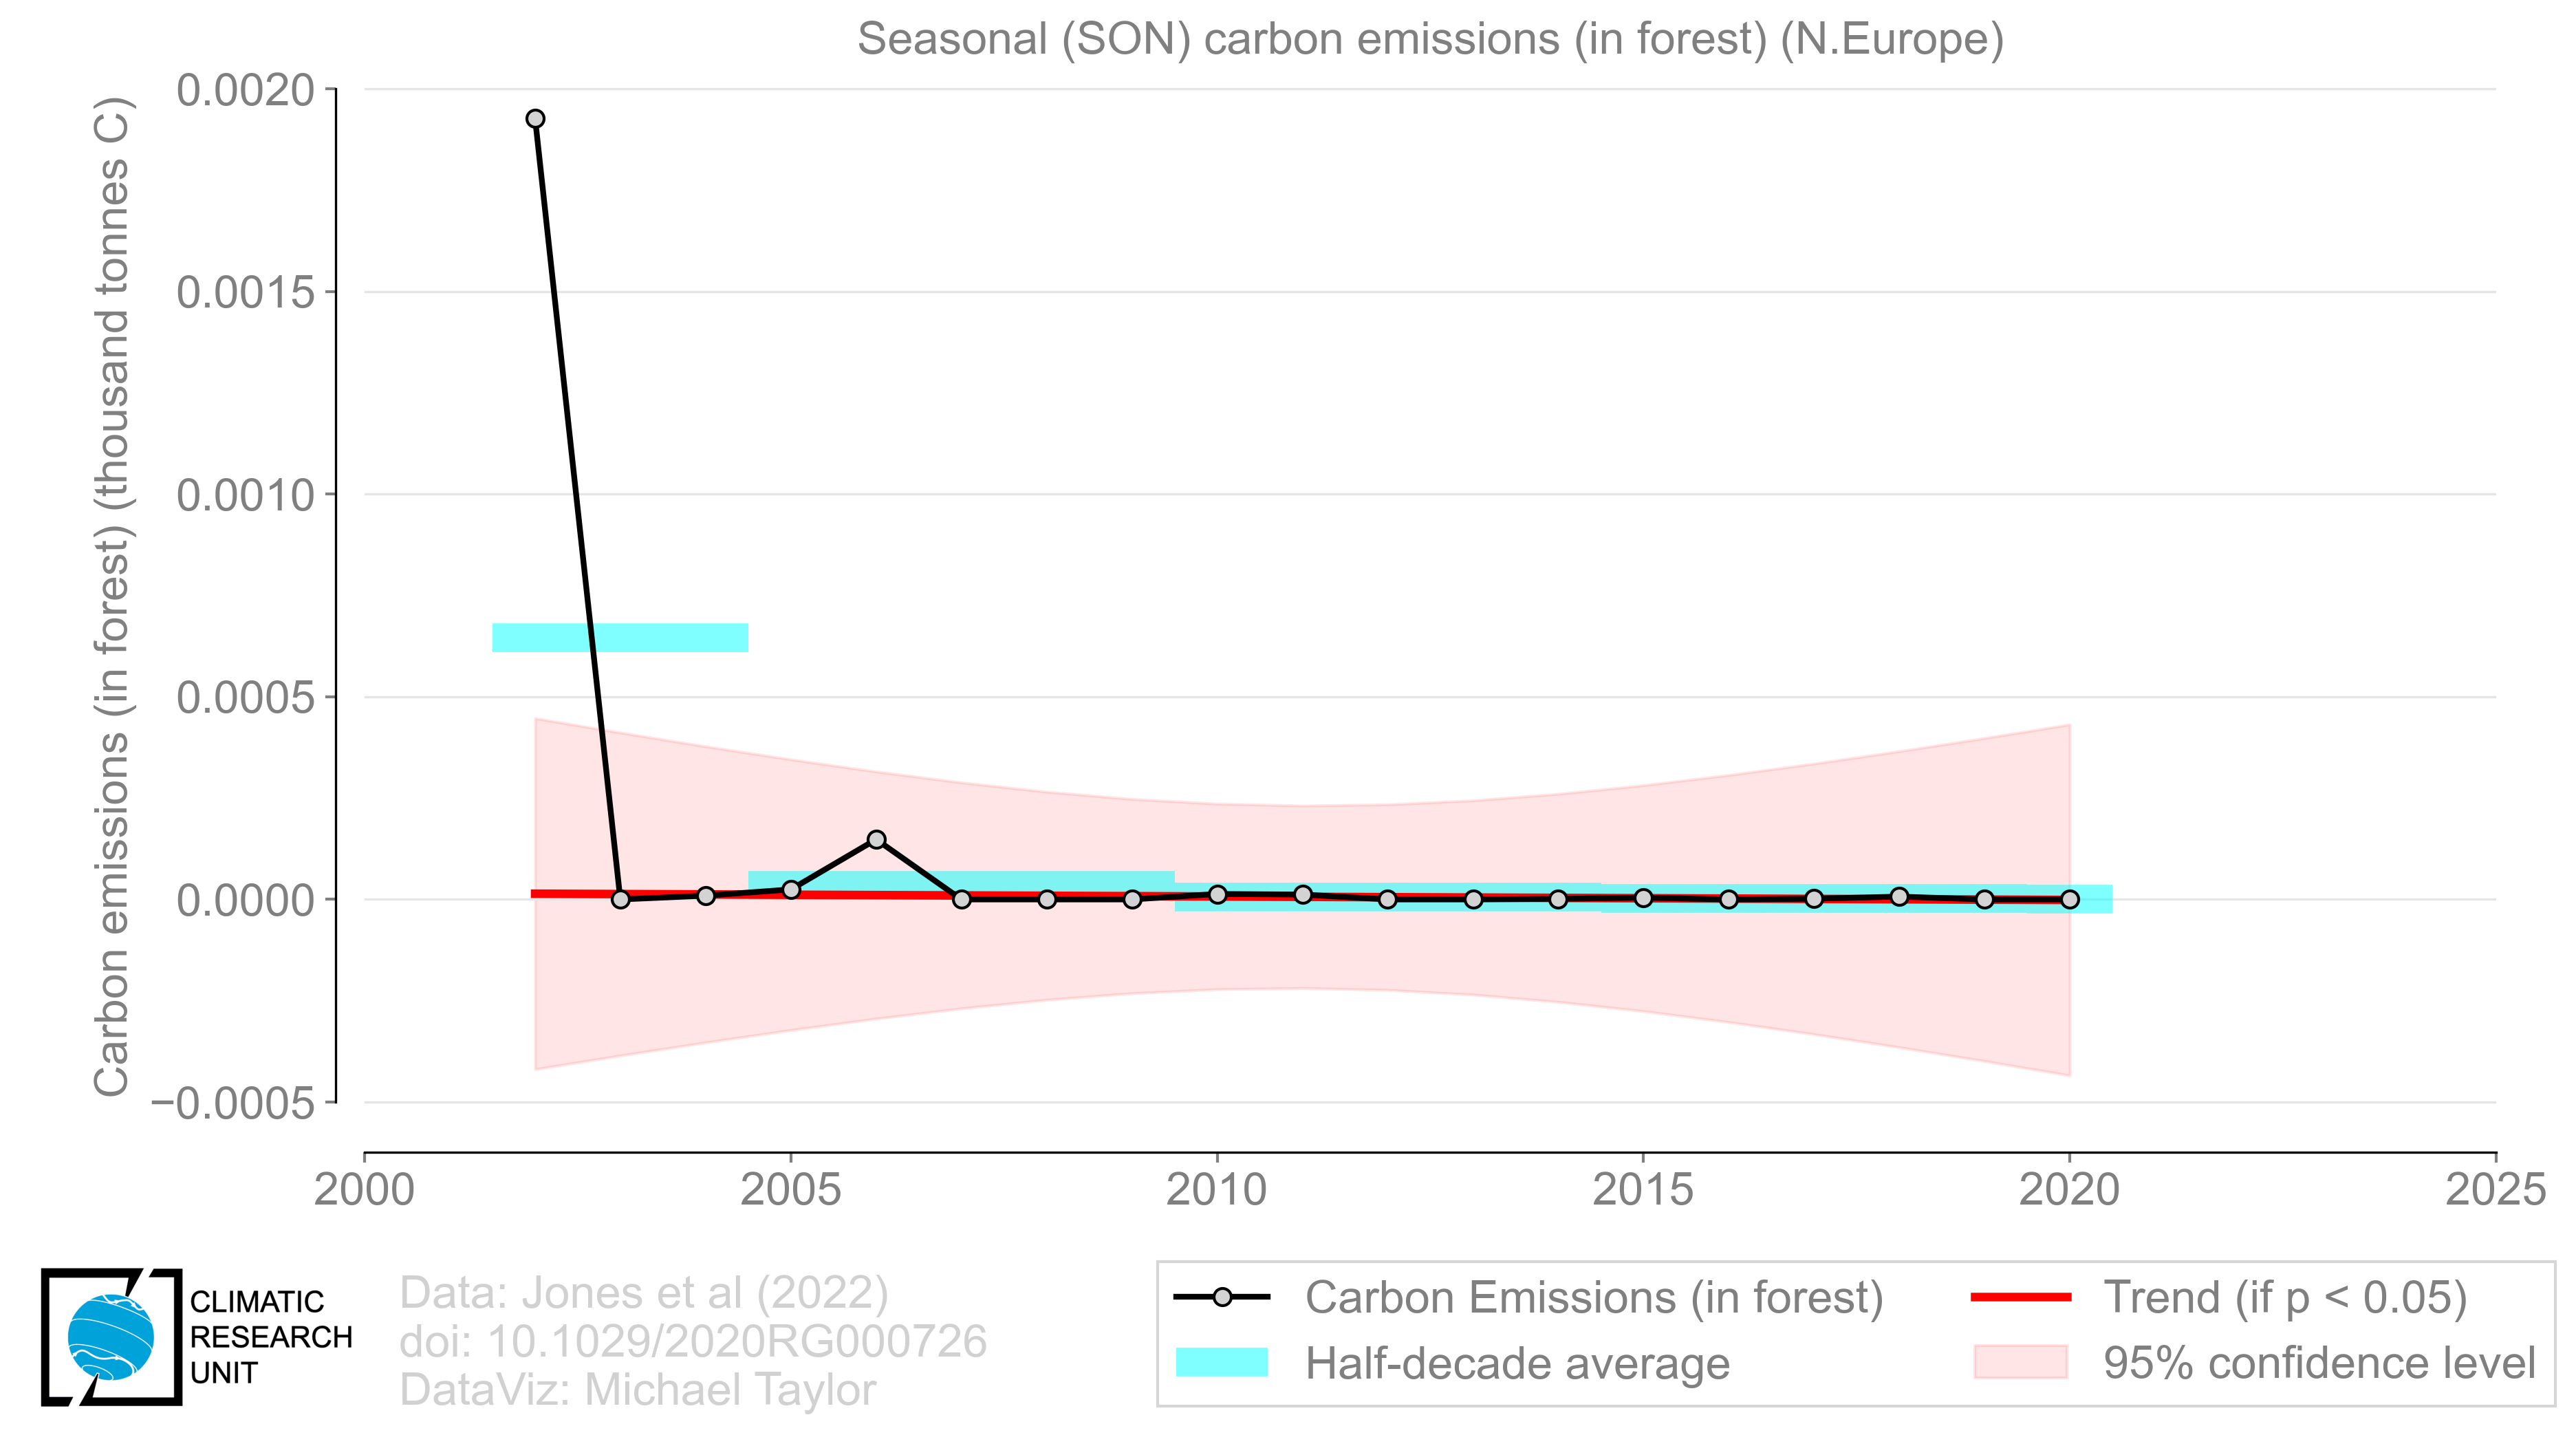 Seasonal (SON) carbon emissions (in forest) (N.Europe)
Carbon emissions (in forest) (thousand tonnes C)
0.0020
0.0015
0.0010
0.0005
0.0000
−0.0005
2000 2005 2010 2015 2020 2025
CLIMATIC
RESEARCH
UNIT
Data: Jones et al (2022)
doi: 10.1029/2020RG000726
DataViz: Michael Taylor
Carbon Emissions (in forest)
Half-decade average
Trend (if p < 0.05)
95% confidence level